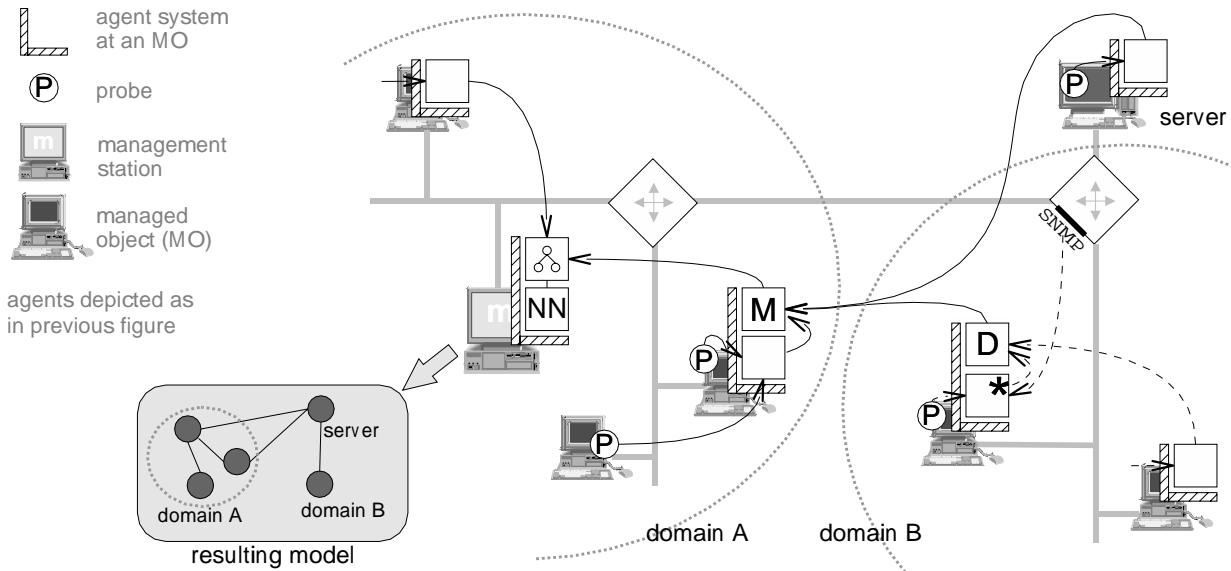 agent system
at an MO
P
probe
m
management
station
managed
object (MO)
agents depicted as
in previous figure
P
server
SNMP
NN
m
M
P
D
*
P
P
server
domain A
domain B
resulting model
domain A
domain B